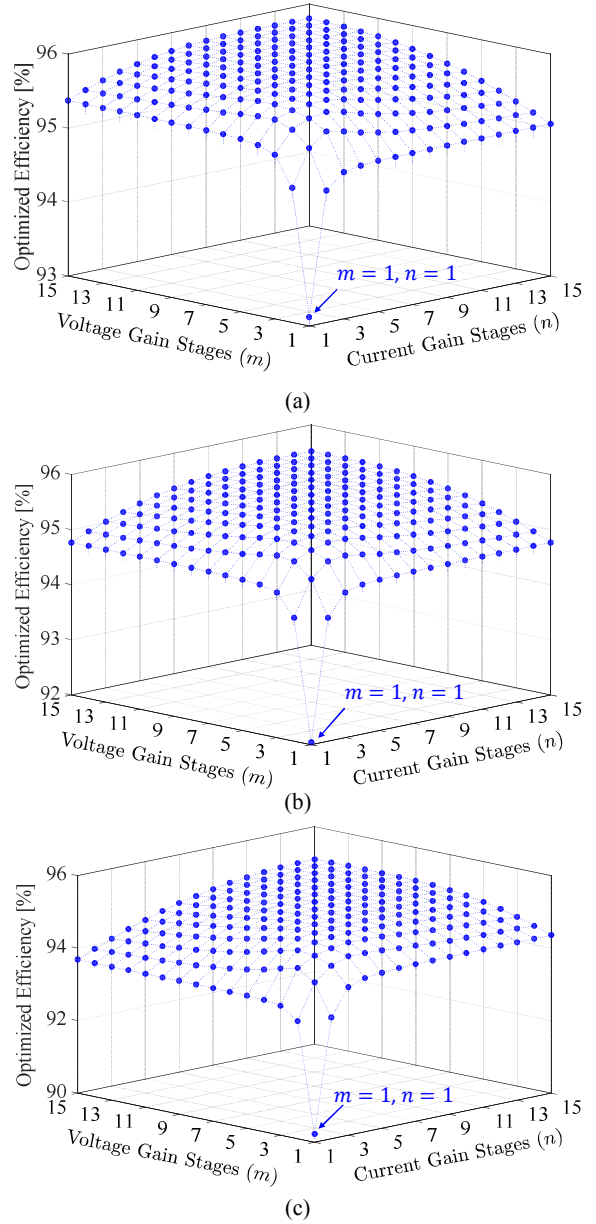 96
95
94
93
Optimized Efficiency [%]
15 13 11 9 7 5 3 1
Voltage Gain Stages (m)
1 3 5 7 9 11 13 15
Current Gain Stages (n)
m = 1, n = 1
(a)
96
95
94
93
92
Optimized Efficiency [%]
15 13 11 9 7 5 3 1
Voltage Gain Stages (m)
1 3 5 7 9 11 13 15
Current Gain Stages (n)
m = 1, n = 1
(b)
96
94
92
90
Optimized Efficiency [%]
15 13 11 9 7 5 3 1
Voltage Gain Stages (m)
1 3 5 7 9 11 13 15
Current Gain Stages (n)
m = 1, n = 1
(c)